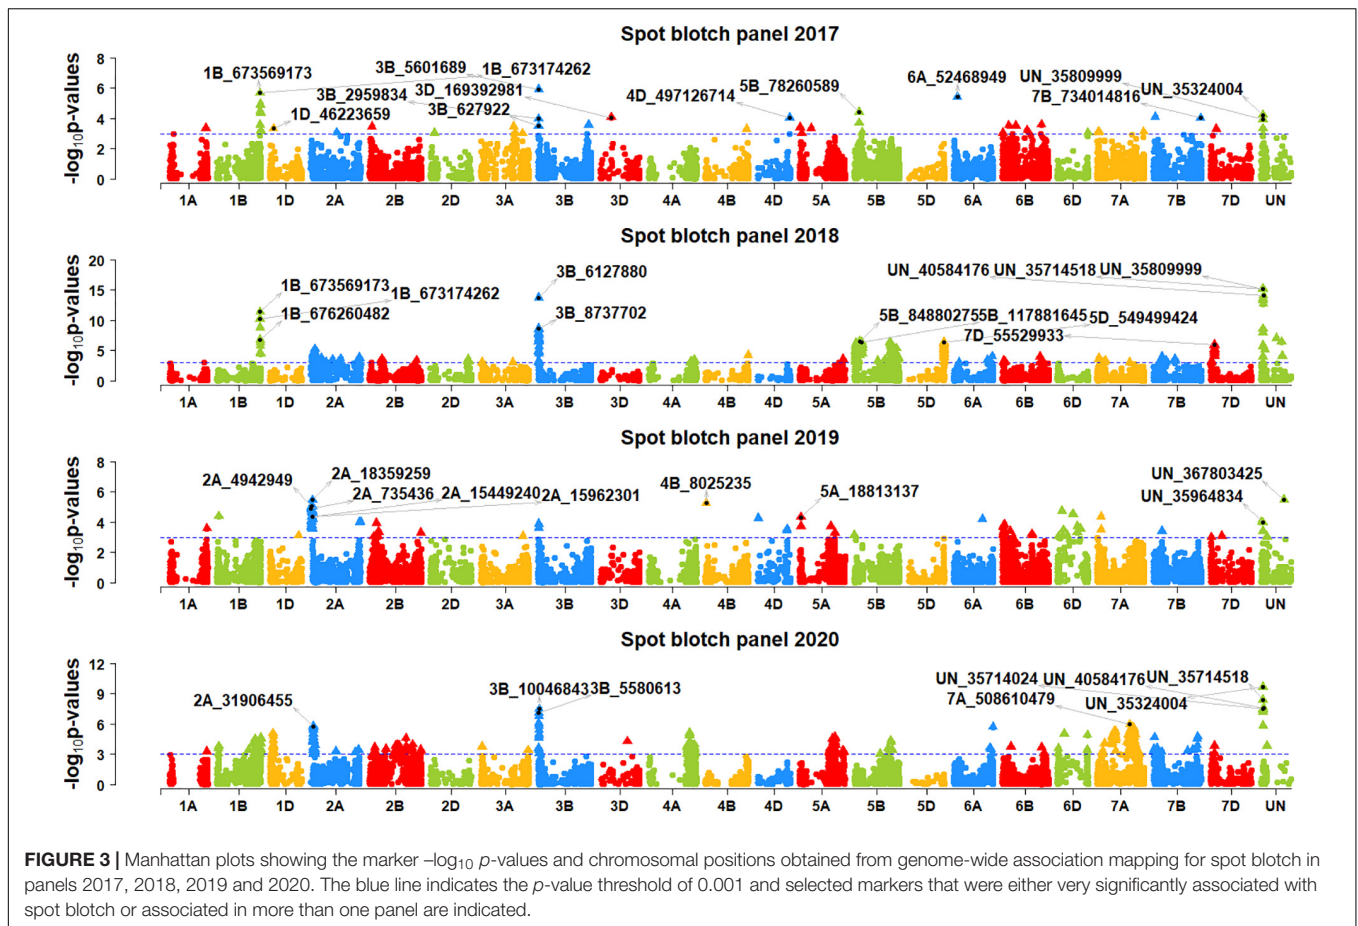 Spot blotch panel 2017
-log10p-values
8
6
4
2
0
1B_673569173
1D_46223659
3B_5601689
3B_2959834
3B_627922
3D_169392981
1B_673174262
4D_497126714
5B_78260589
6A_52468949
UN_35809999
7B_734014816
UN_35324004
1A 1B 1D 2A 2B 2D 3A 3B 3D 4A 4B 4D 5A 5B 5D 6A 6B 6D 7A 7B 7D UN
Spot blotch panel 2018
-log10p-values
20
15
10
5
0
1B_673569173
1B_673174262
1B_676260482
3B_6127880
3B_8737702
5B_848802755B_117881645
5D_549499424
7D_55529933
UN_40584176 UN_35714518 UN_35809999
1A 1B 1D 2A 2B 2D 3A 3B 3D 4A 4B 4D 5A 5B 5D 6A 6B 6D 7A 7B 7D UN
Spot blotch panel 2019
-log10p-values
8
6
4
2
0
2A_4942949
2A_18359259
2A_735436
2A_15449240
2A_15962301
4B_8025235
5A_18813137
UN_367803425
UN_35964834
1A 1B 1D 2A 2B 2D 3A 3B 3D 4A 4B 4D 5A 5B 5D 6A 6B 6D 7A 7B 7D UN
Spot blotch panel 2020
-log10p-values
12
9
6
3
0
2A_31906455
3B_10046843 3B_5580613
UN_35714024 UN_40584176 UN_35714518
7A_508610479
UN_35324004
1A 1B 1D 2A 2B 2D 3A 3B 3D 4A 4B 4D 5A 5B 5D 6A 6B 6D 7A 7B 7D UN
FIGURE 3 | Manhattan plots showing the marker –log10 p-values and chromosomal positions obtained from genome-wide association mapping for spot blotch in
panels 2017, 2018, 2019 and 2020. The blue line indicates the p-value threshold of 0.001 and selected markers that were either very significantly associated with
spot blotch or associated in more than one panel are indicated.